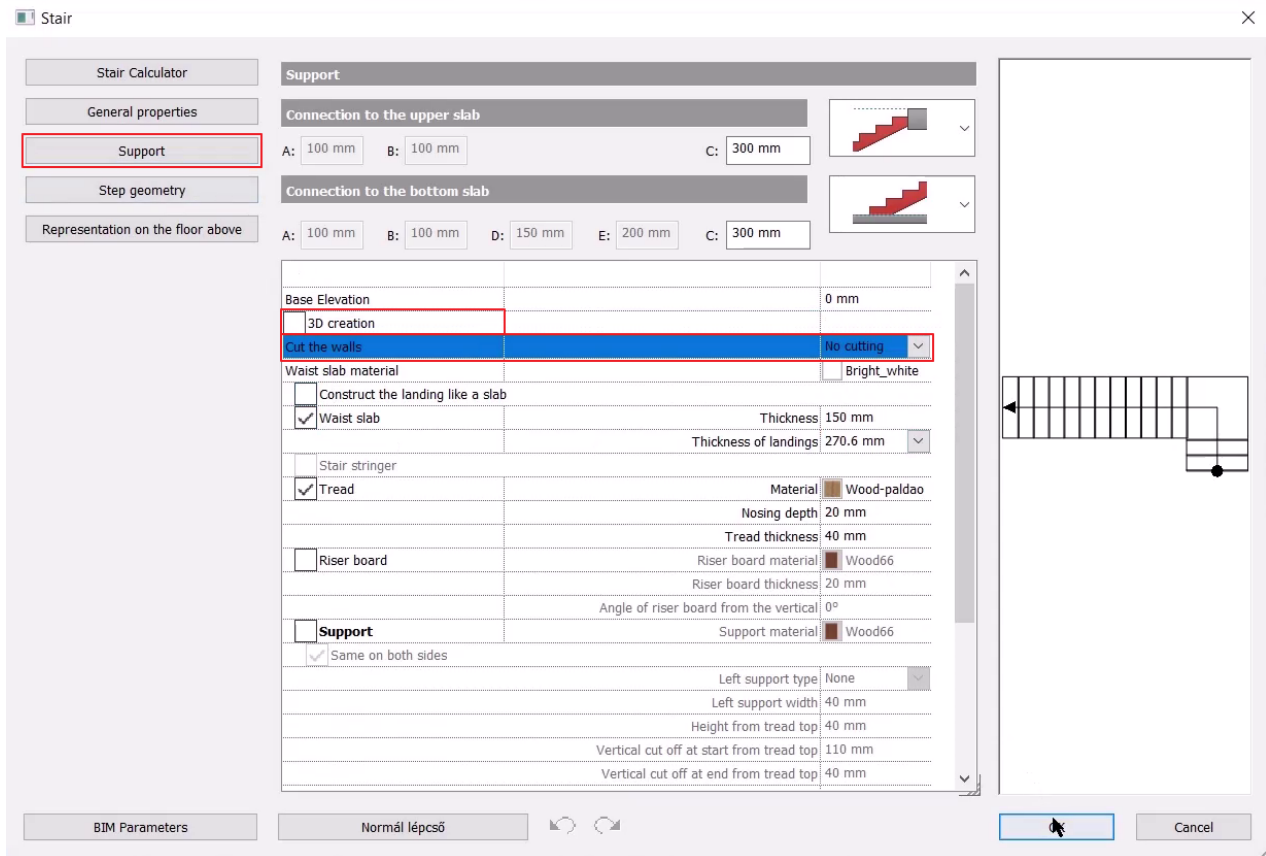 Stair
Stair Calculator
General properties
Support
Step geometry
Representation on the floor above
Support
Connection to the upper slab
A: 100 mm B: 100 mm C: 300 mm
Connection to the bottom slab
A: 100 mm B: 100 mm D: 150 mm E: 200 mm C: 300 mm
Base Elevation 0 mm
3D creation
Cut the walls No cutting
Waist slab material Bright_white
Construct the landing like a slab
Waist slab Thickness 150 mm
Thickness of landings 270.6 mm
Stair stringer
Tread Material Wood-paldao
Nosing depth 20 mm
Tread thickness 40 mm
Riser board Riser board material Wood66
Riser board thickness 20 mm
Angle of riser board from the vertical 0°
Support Support material Wood66
Same on both sides
Left support type None
Left support width 40 mm
Height from tread top 40 mm
Vertical cut off at start from tread top 110 mm
Vertical cut off at end from tread top 40 mm
BIM Parameters
Normál lépcső
Cancel